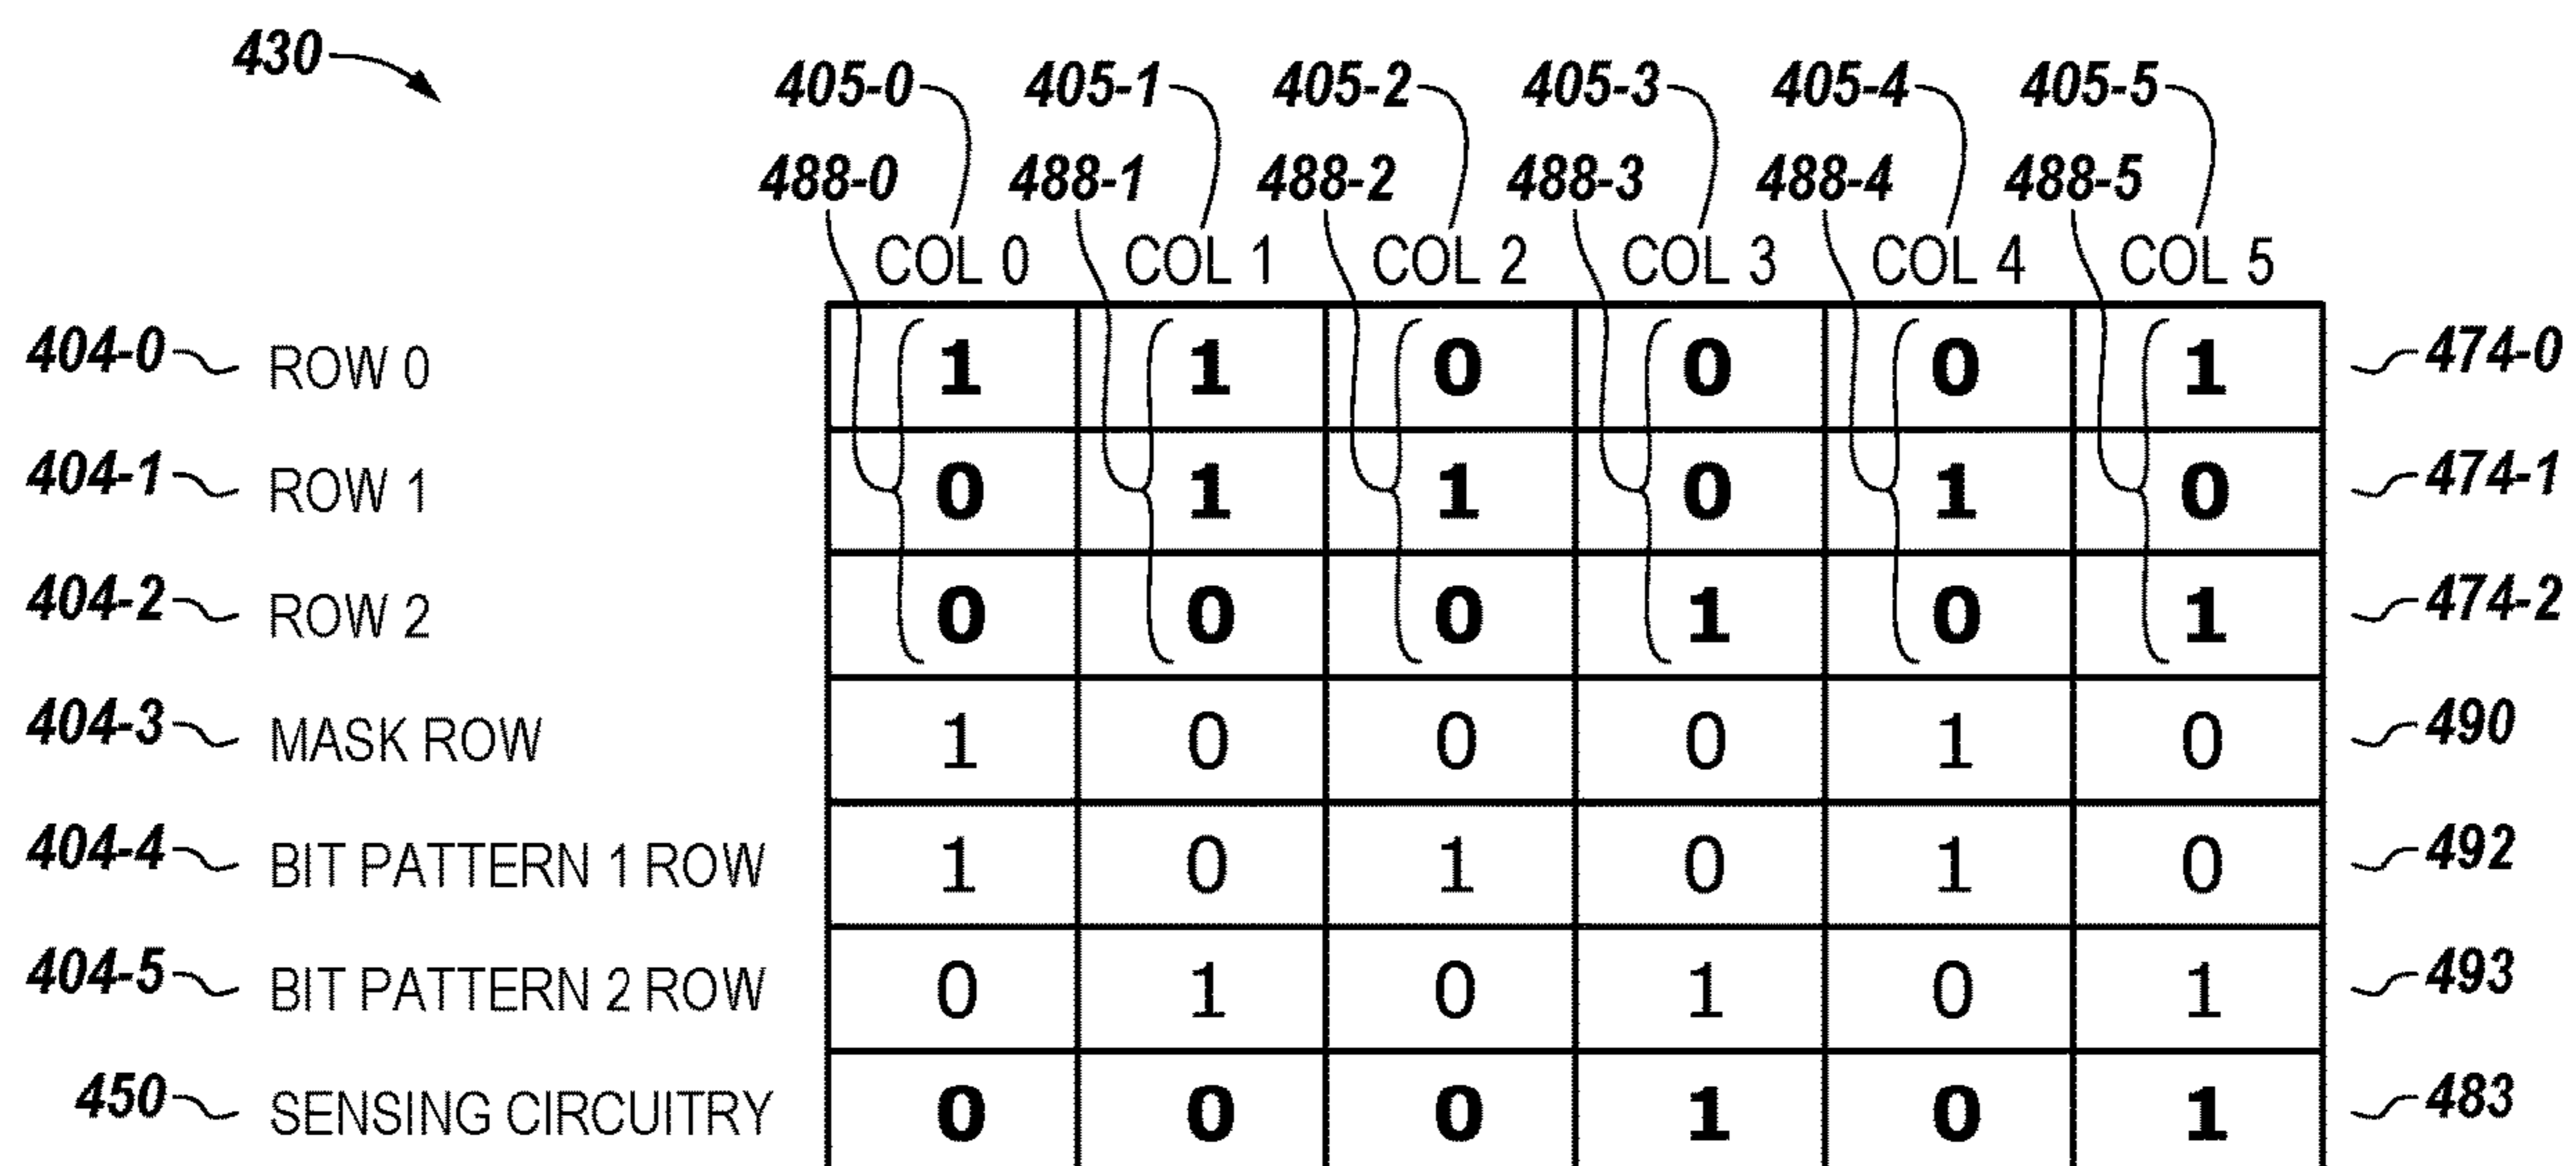 430
405-0 405-1 405-2 405-3 405-4 405-5
488-0 488-1 488-2 488-3 488-4 488-5
COL 0 COL 1 COL 2 COL 3 COL 4 COL 5
404-0 ROW 0 1 1 0 0 0 1 474-0
404-1 ROW 1 0 1 1 0 1 0 474-1
404-2 ROW 2 0 0 0 1 0 1 474-2
404-3 MASK ROW 1 0 0 0 1 0 490
404-4 BIT PATTERN 1 ROW 1 0 1 0 1 0 492
404-5 BIT PATTERN 2 ROW 0 1 0 1 0 1 493
450 SENSING CIRCUITRY 0 0 0 1 0 1 483